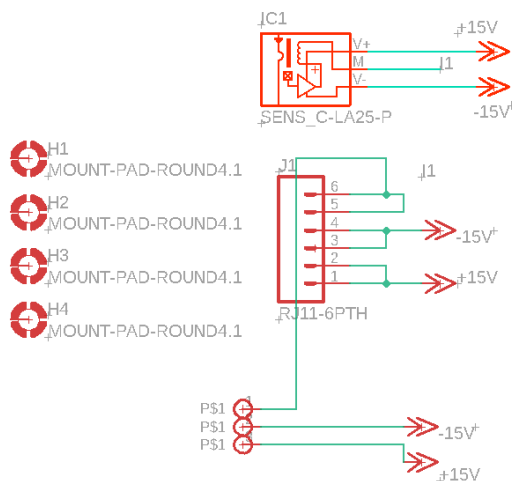 IC1
+15V
V+
M
I1
V-
-15V
SENS_C-LA25-P
H1
MOUNT-PAD-ROUND4.1
H2
MOUNT-PAD-ROUND4.1
H3
MOUNT-PAD-ROUND4.1
H4
MOUNT-PAD-ROUND4.1
J1
I1
6
5
4
3
2
1
-15V
+15V
RJ11-6PTH
P$1
P$1
P$1
-15V
+15V